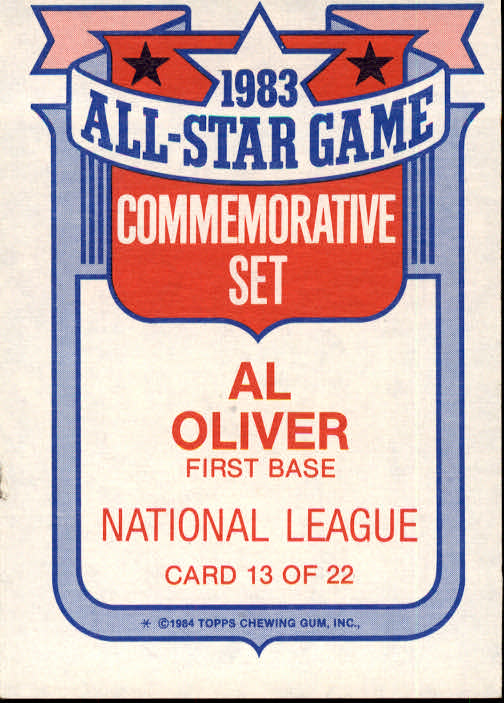 1983
ALL-STAR GAME
COMMEMORATIVE
SET
AL
OLIVER
FIRST BASE
NATIONAL LEAGUE
CARD 13 OF 22
* ©1984 TOPPS CHEWING GUM, INC.,